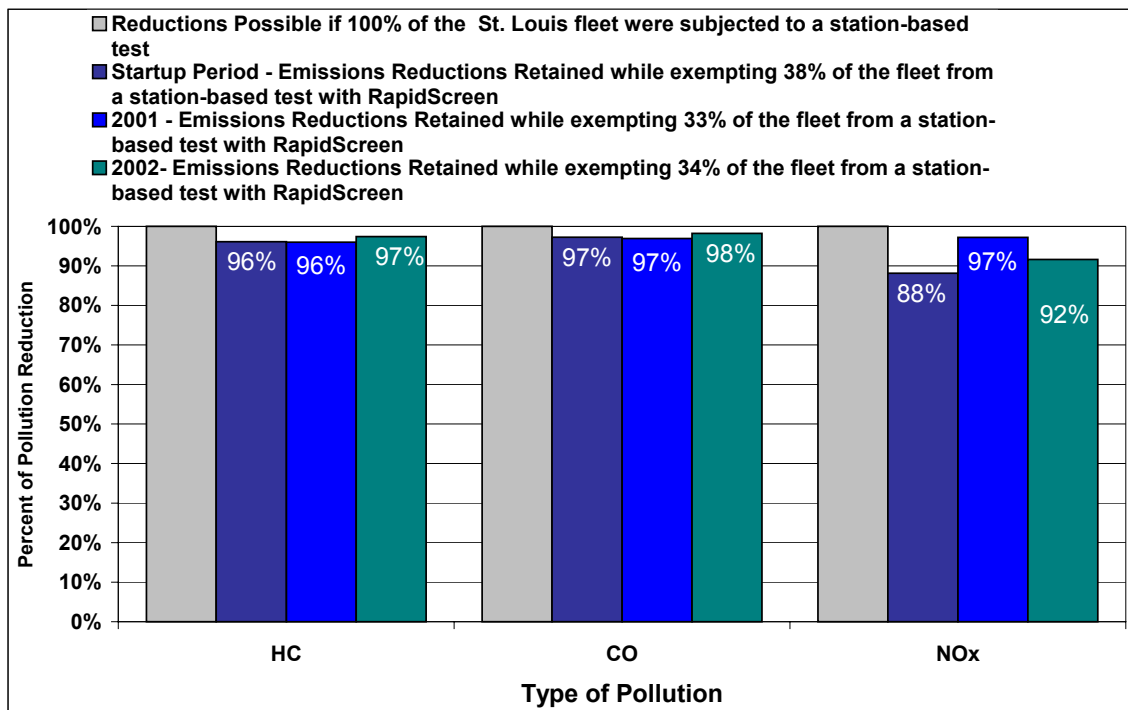 Reductions Possible if 100% of the St. Louis fleet were subjected to a station-based
test
Startup Period - Emissions Reductions Retained while exempting 38% of the fleet from
a station-based test with RapidScreen
2001 - Emissions Reductions Retained while exempting 33% of the fleet from a station-
based test with RapidScreen
2002- Emissions Reductions Retained while exempting 34% of the fleet from a station-
based test with RapidScreen
Percent of Pollution Reduction
100%
90%
80%
70%
60%
50%
40%
30%
20%
10%
0%
96%
96%
97%
97%
97%
98%
88%
97%
92%
HC
CO
NOx
Type of Pollution